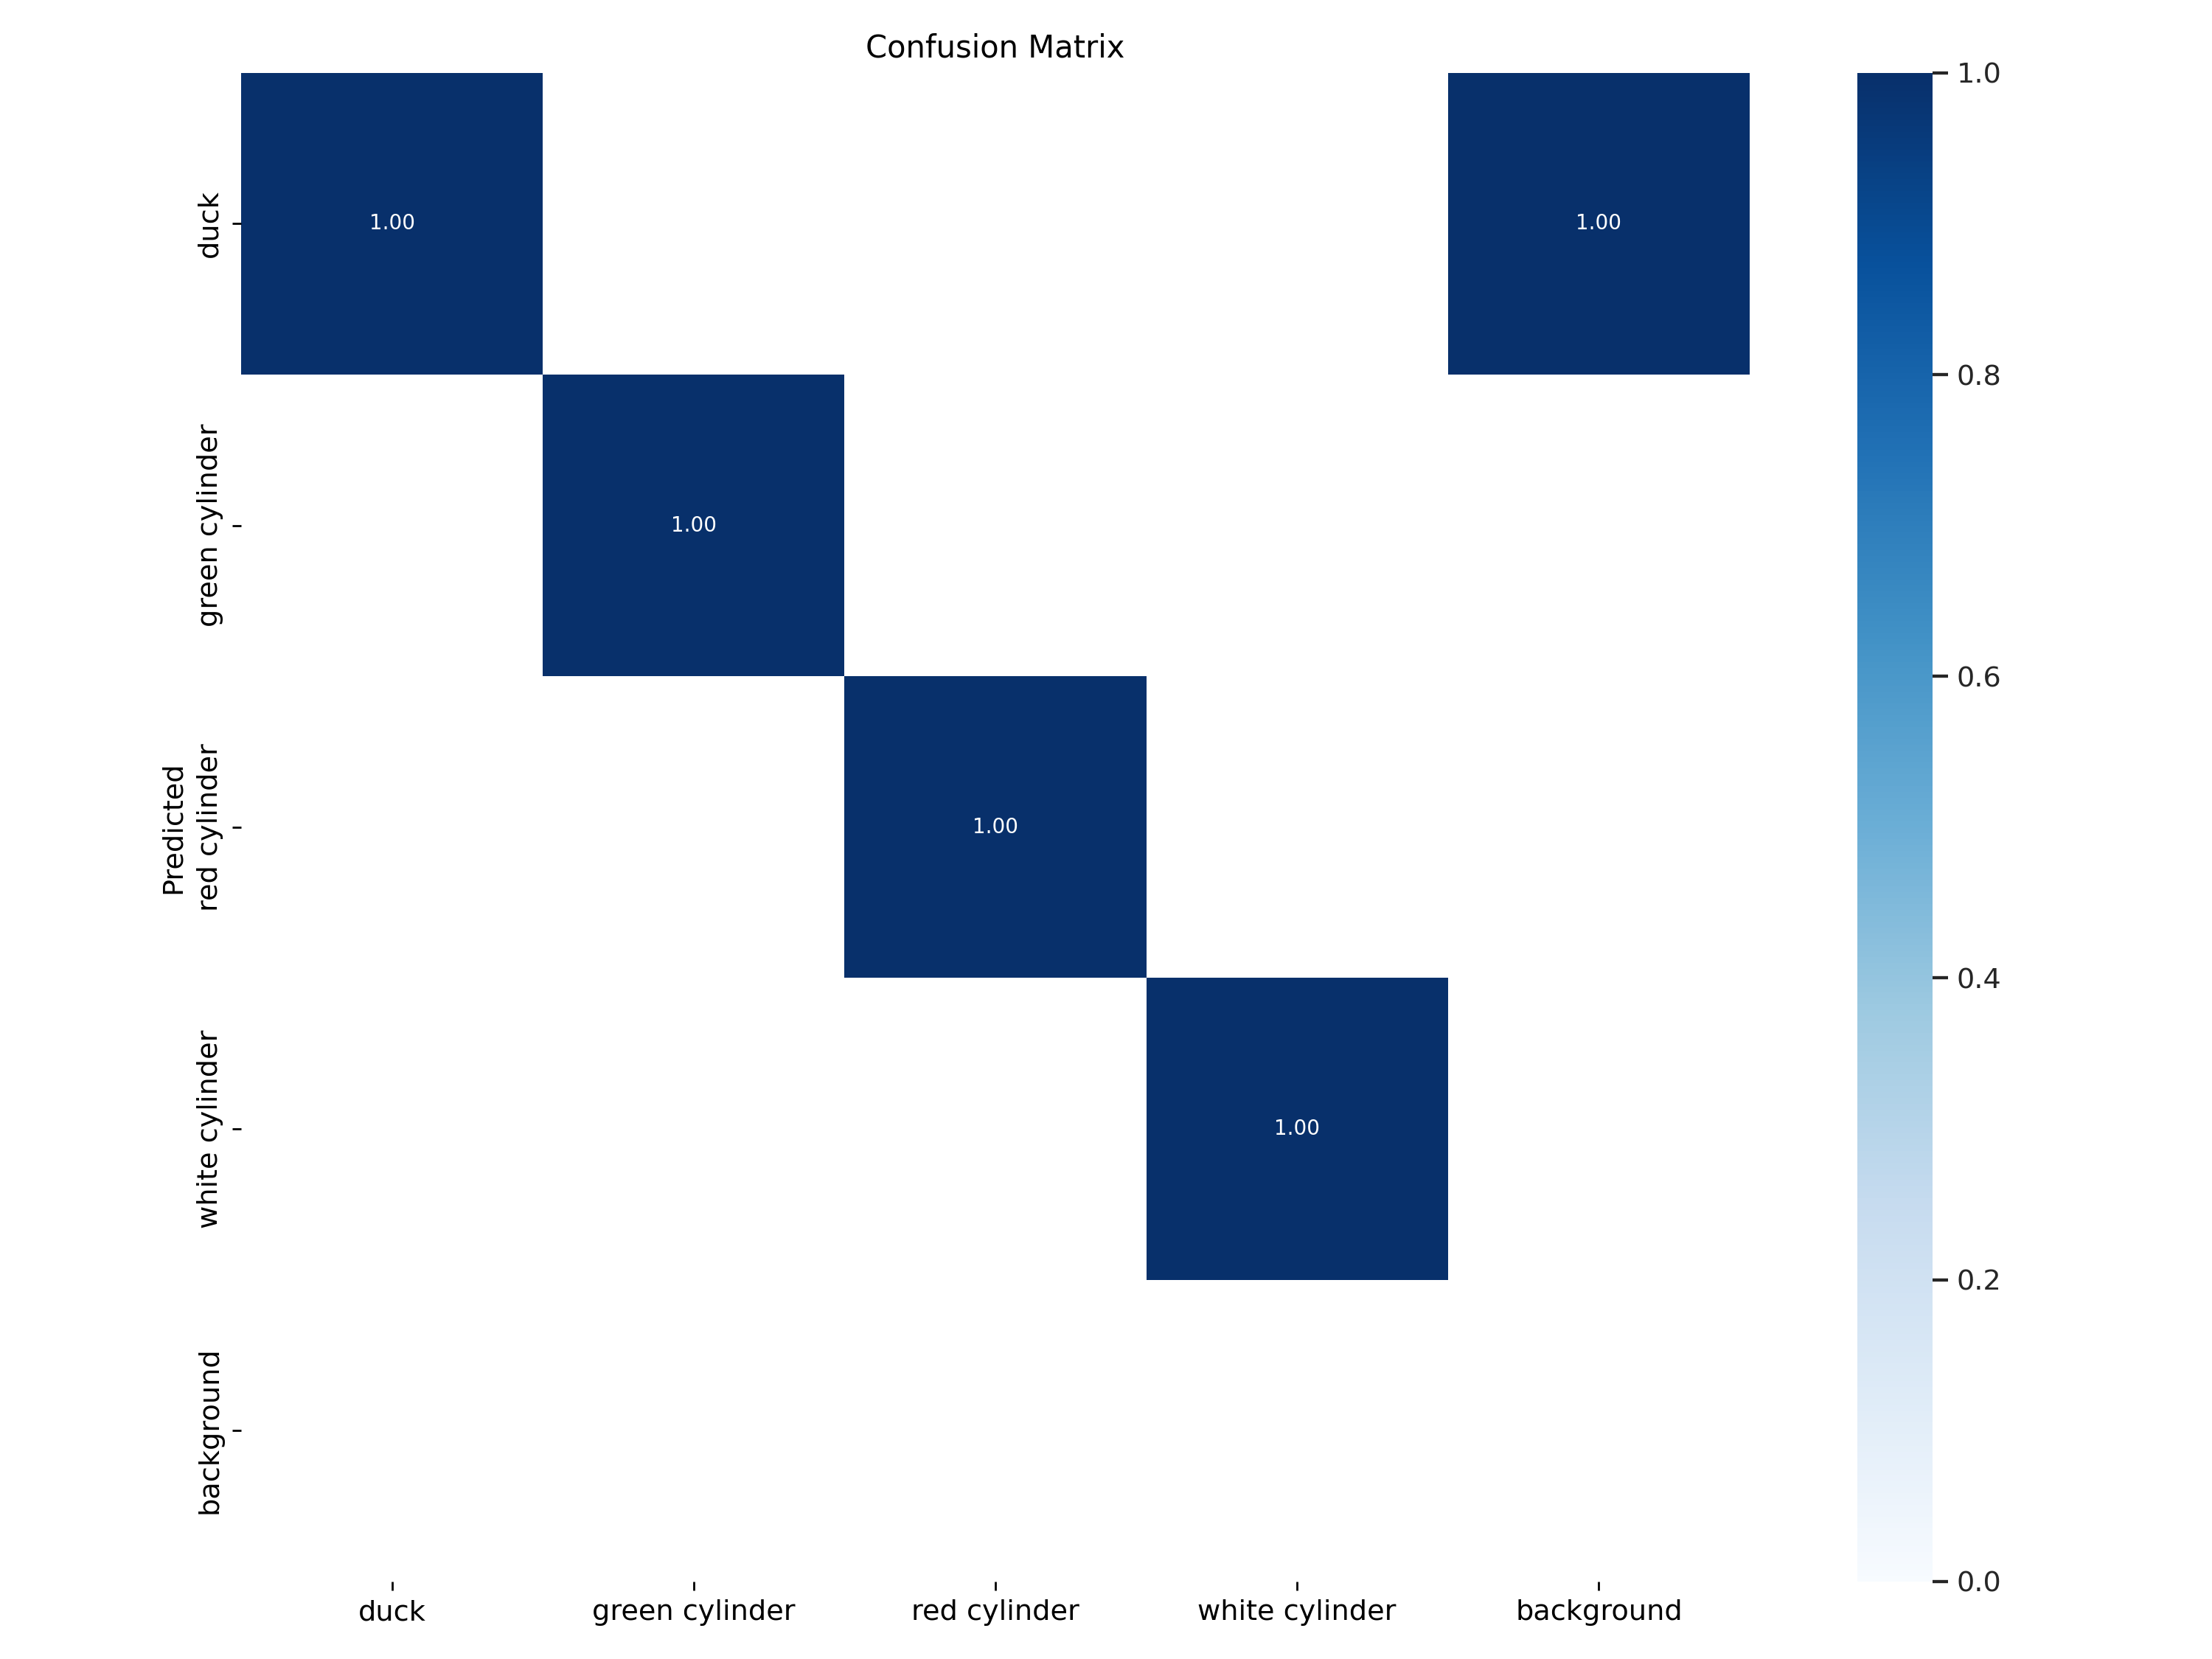 Confusion Matrix
duck
green cylinder
Predicted
red cylinder
white cylinder
background
1.00
1.00
1.00
1.00
1.00
duck
green cylinder
red cylinder
white cylinder
background
1.0
0.8
0.6
0.4
0.2
0.0